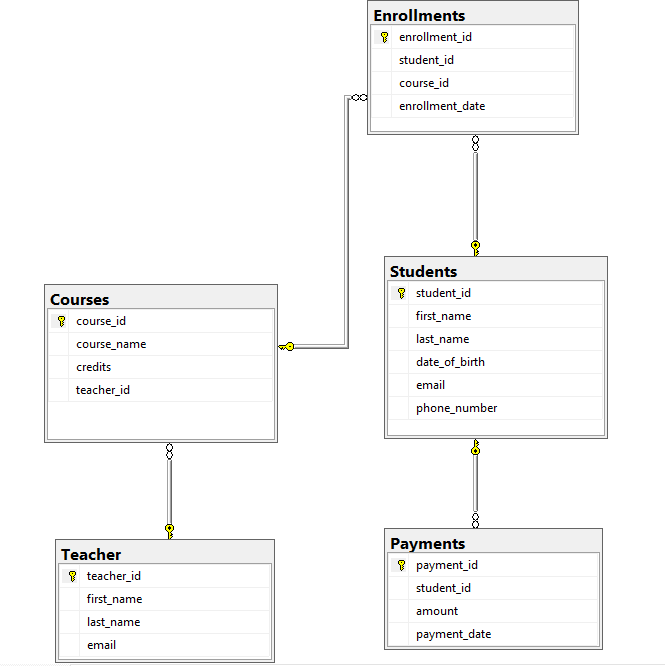 Enrollments
enrollment_id
student_id
course_id
enrollment_date
Students
student_id
first_name
last_name
date_of_birth
email
phone_number
Courses
course_id
course_name
credits
teacher_id
Teacher
teacher_id
first_name
last_name
email
Payments
payment_id
student_id
amount
payment_date